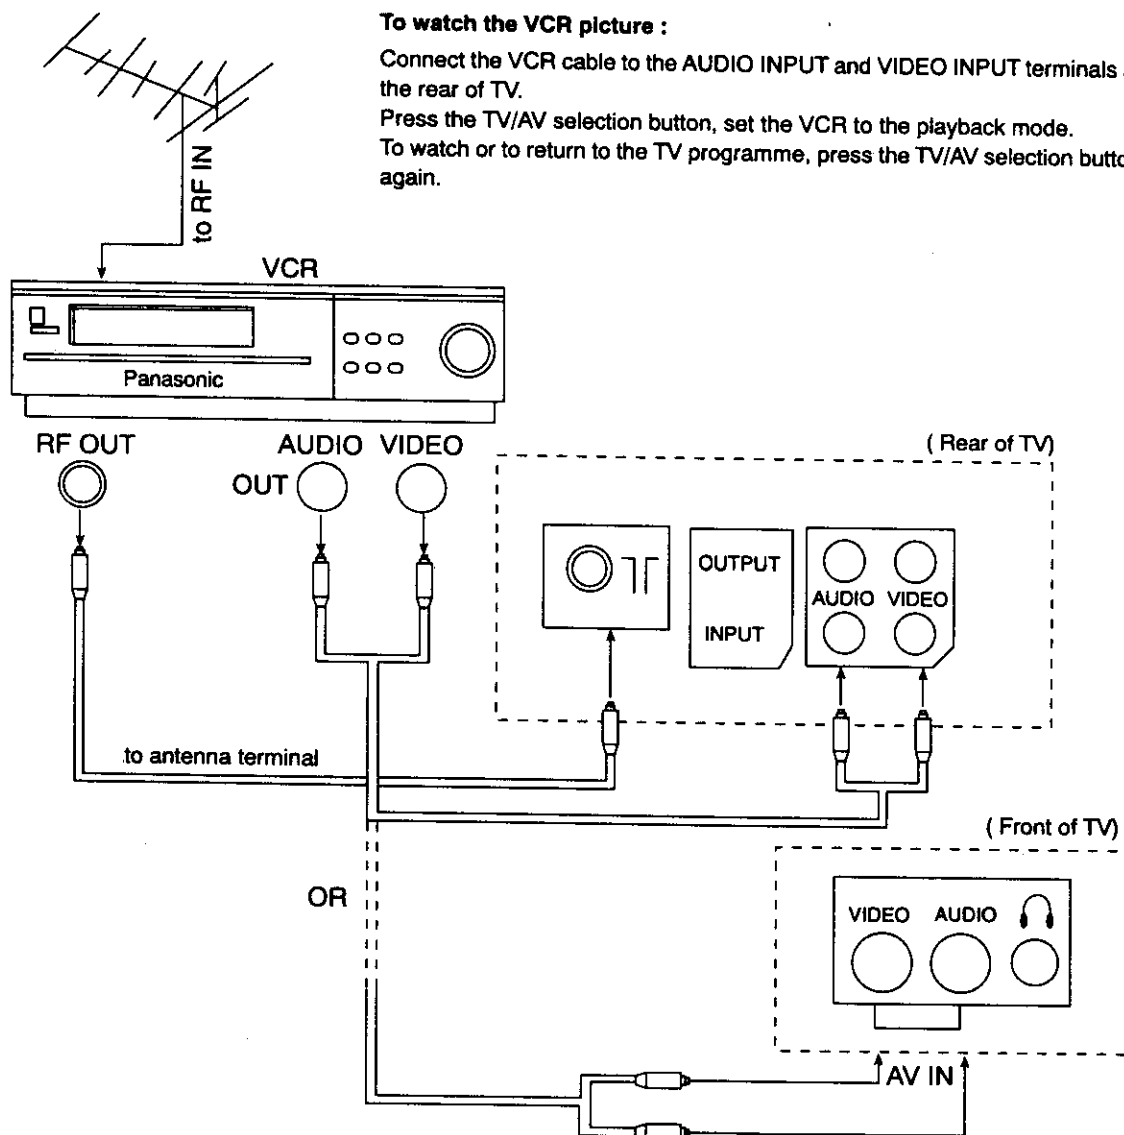 To watch the VCR picture :
Connect the VCR cable to the AUDIO INPUT and VIDEO INPUT terminals
the rear of TV.
Press the TV/AV selection button, set the VCR to the playback mode.
To watch or to return to the TV programme, press the TV/AV selection butto
again.
to RF IN
VCR
Panasonic
RF OUT
AUDIO VIDEO
OUT
( Rear of TV)
OUTPUT
INPUT
AUDIO VIDEO
to antenna terminal
( Front of TV)
OR
VIDEO AUDIO
AV IN